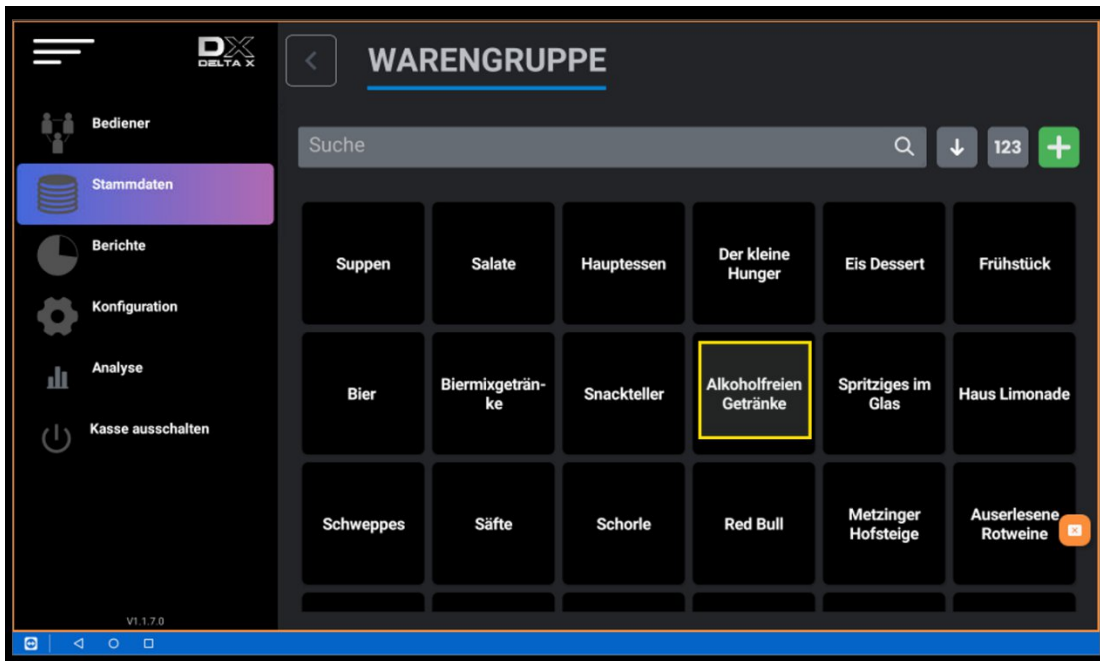 DX
DELTA X
WARENGRUPPE
Bediener
Suche
123
Stammdaten
Berichte
Konfiguration
Analyse
Kasse ausschalten
Suppen
Salate
Hauptessen
Der kleine
Hunger
Eis Dessert
Frühstück
Bier
Biermixgeträn-
ke
Snackteller
Alkoholfreien
Getränke
Spritziges im
Glas
Haus Limonade
Schweppes
Säfte
Schorle
Red Bull
Metzinger
Hofsteige
Auserlesene
Rotweine
V1.1.7.0